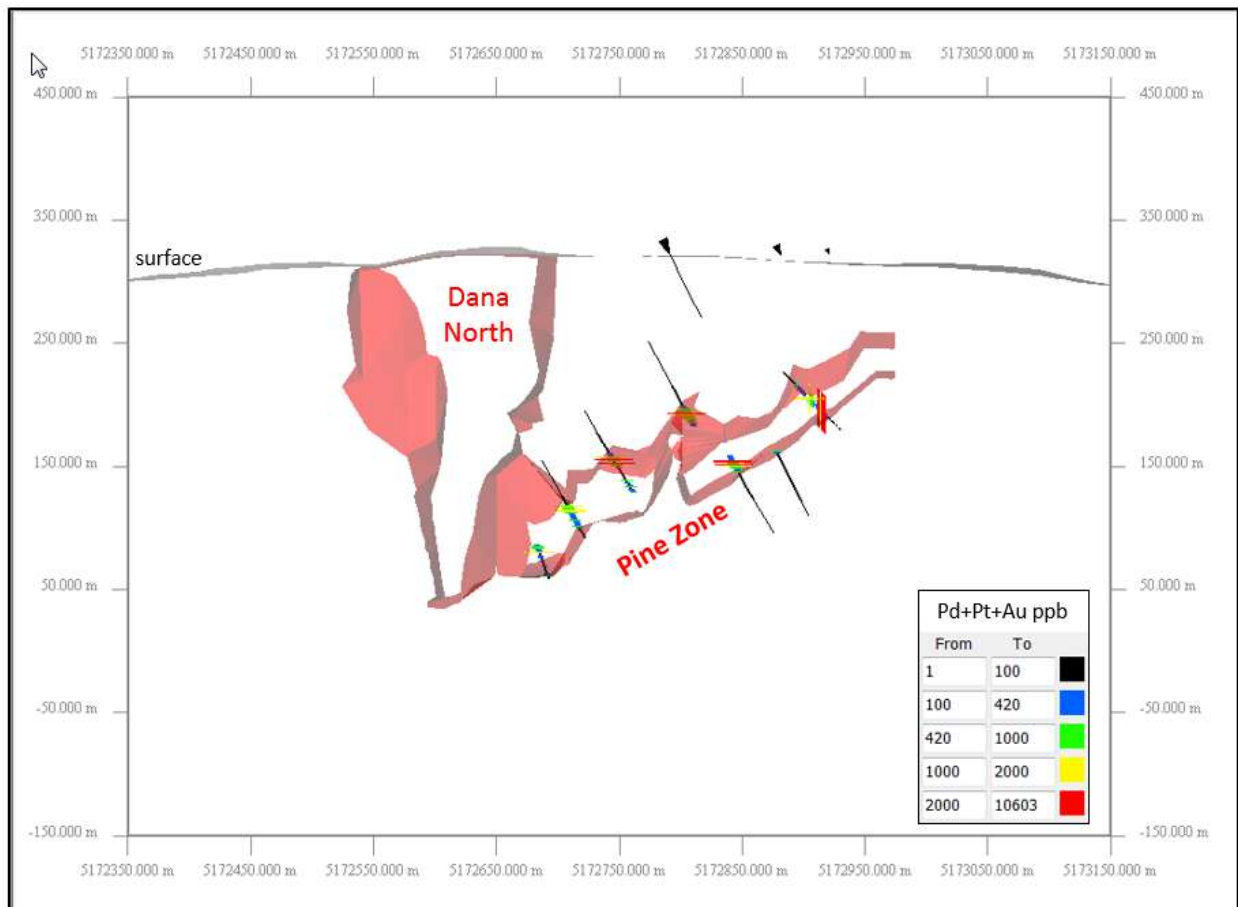 5172350.000 m 5172450.000 m 5172550.000 m 5172650.000 m 5172750.000 m 5172850.000 m 5172950.000 m 5173050.000 m 5173150.000 m
450.000 m 450.000 m
350.000 m 350.000 m
surface
Dana
North
250.000 m 250.000 m
150.000 m 150.000 m
Pine Zone
50.000 m 50.000 m
Pd+Pt+Au ppb
From To
1 100
100 420
420 1000
1000 2000
2000 10603
-50.000 m -50.000 m
-150.000 m -150.000 m
5172350.000 m 5172450.000 m 5172550.000 m 5172650.000 m 5172750.000 m 5172850.000 m 5172950.000 m 5173050.000 m 5173150.000 m